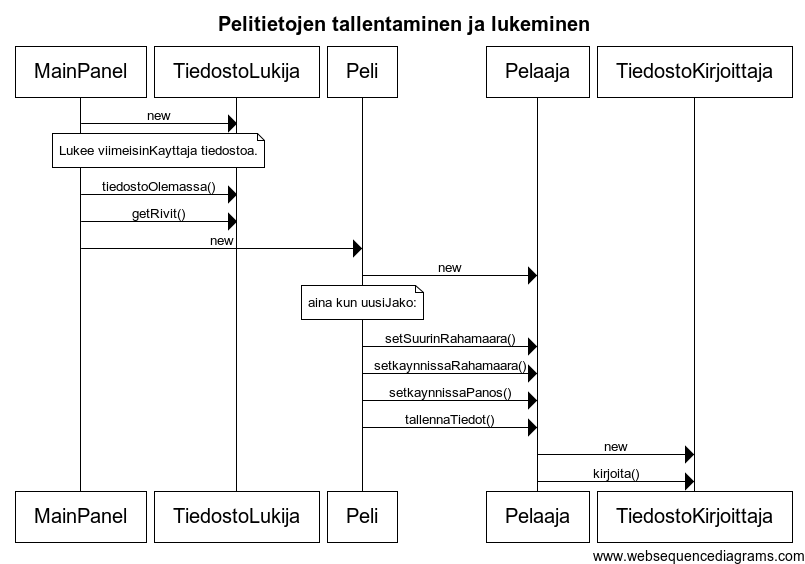 Pelitietojen tallentaminen ja lukeminen
MainPanel
TiedostoLukija
Peli
Pelaaja
TiedostoKirjoittaja
new
Lukee viimeisinKayttaja tiedostoa.
tiedostoOlemassa()
getRivit()
new
new
aina kun uusiJako:
setSuurinRahamaara()
setkaynnissaRahamaara()
setkaynnissaPanos()
tallennaTiedot()
new
kirjoita()
MainPanel
TiedostoLukija
Peli
Pelaaja
TiedostoKirjoittaja
www.websequencediagrams.com